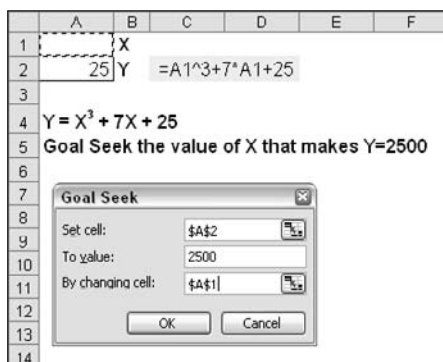 A B C D E F
1 X
2 25 Y =A1^3+7*A1+25
3
4 Y = X³ + 7X + 25
5 Goal Seek the value of X that makes Y=2500
6
7 Goal Seek
8 Set cell: $A$2
9
10 To value: 2500
11 By changing cell: $A$1
12
13 OK Cancel
14